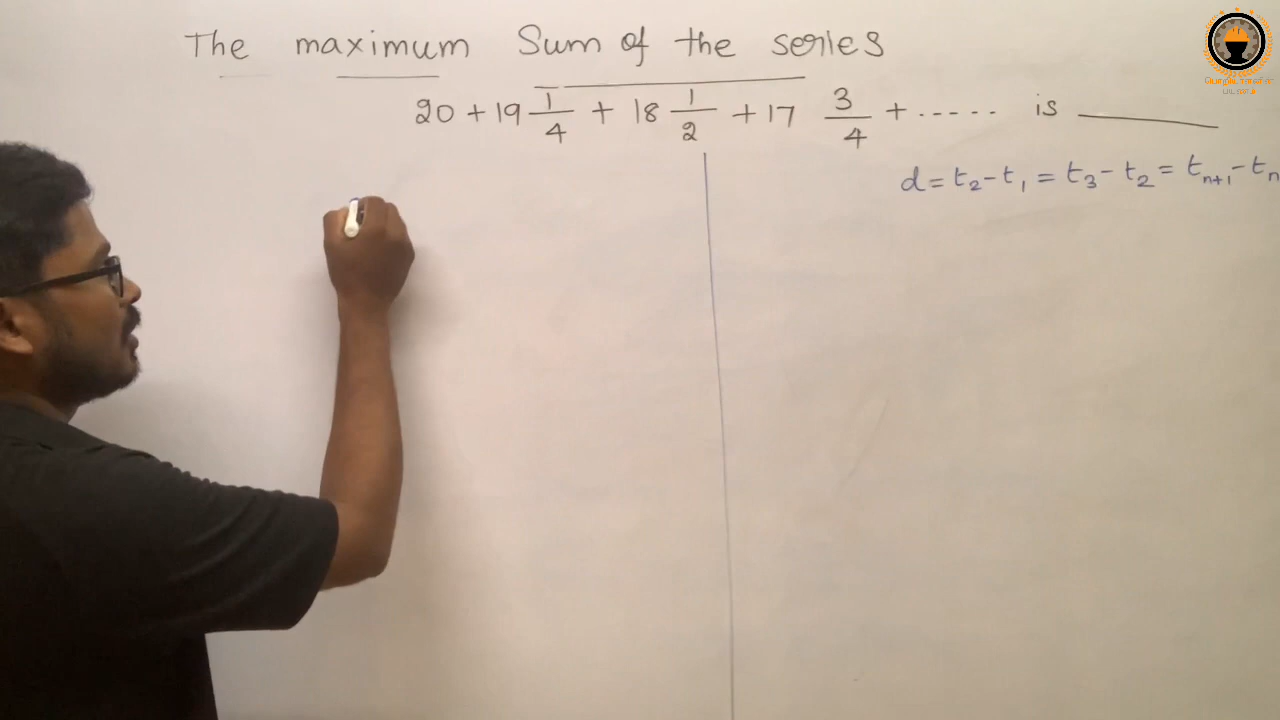 The maximum Sum of the series
20 + 19 1/4 + 18 1/2 + 17 3/4 + ..... is ______
d = t₂ - t₁ = t₃ - t₂ = tₙ₊₁ - tₙ